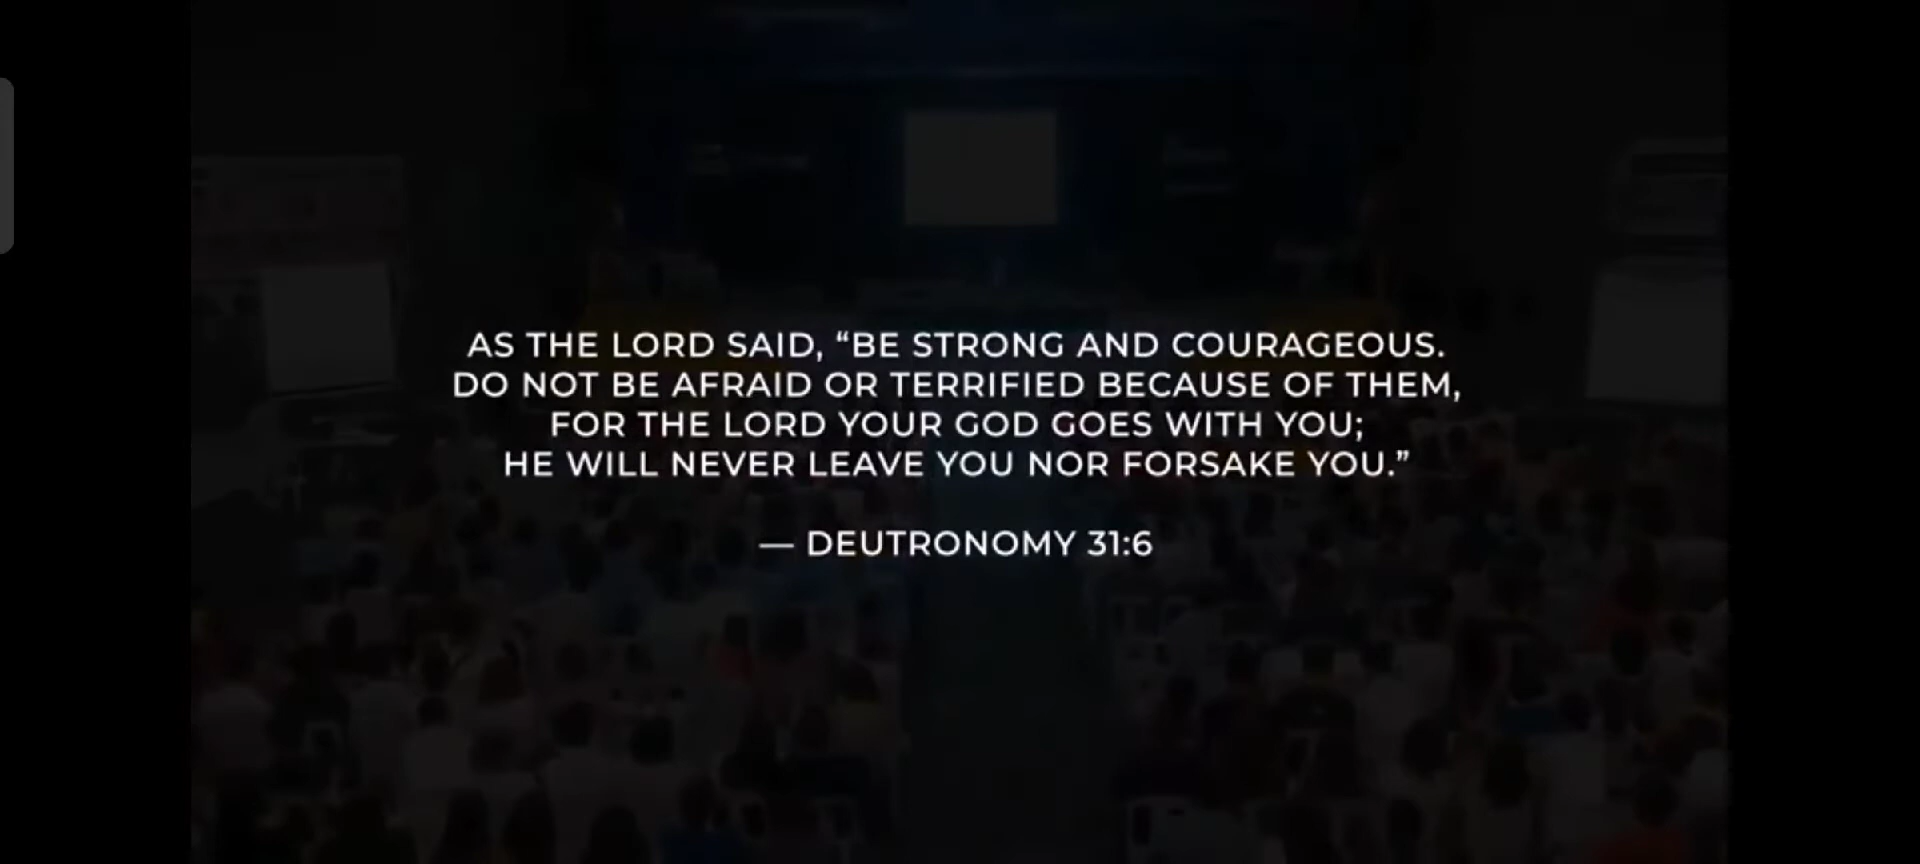 AS THE LORD SAID, “BE STRONG AND COURAGEOUS.
DO NOT BE AFRAID OR TERRIFIED BECAUSE OF THEM,
FOR THE LORD YOUR GOD GOES WITH YOU;
HE WILL NEVER LEAVE YOU NOR FORSAKE YOU.”
— DEUTRONOMY 31:6